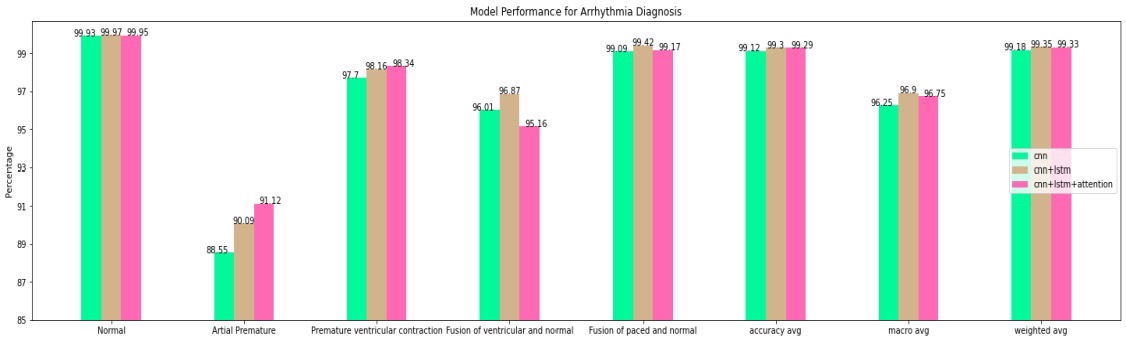 Model Performance for Arrhythmia Diagnosis
Percentage
99
97
95
93
91
89
87
85
99.93 99.97 99.95
88.55 90.09 91.12
97.7 98.16 98.34
96.01 96.87 95.16
99.09 99.42 99.17
99.12 99.3 99.29
96.25 96.9 96.75
99.18 99.35 99.33
cnn
cnn+lstm
cnn+lstm+attention
Normal Artial Premature Premature ventricular contraction Fusion of ventricular and normal Fusion of paced and normal accuracy avg macro avg weighted avg